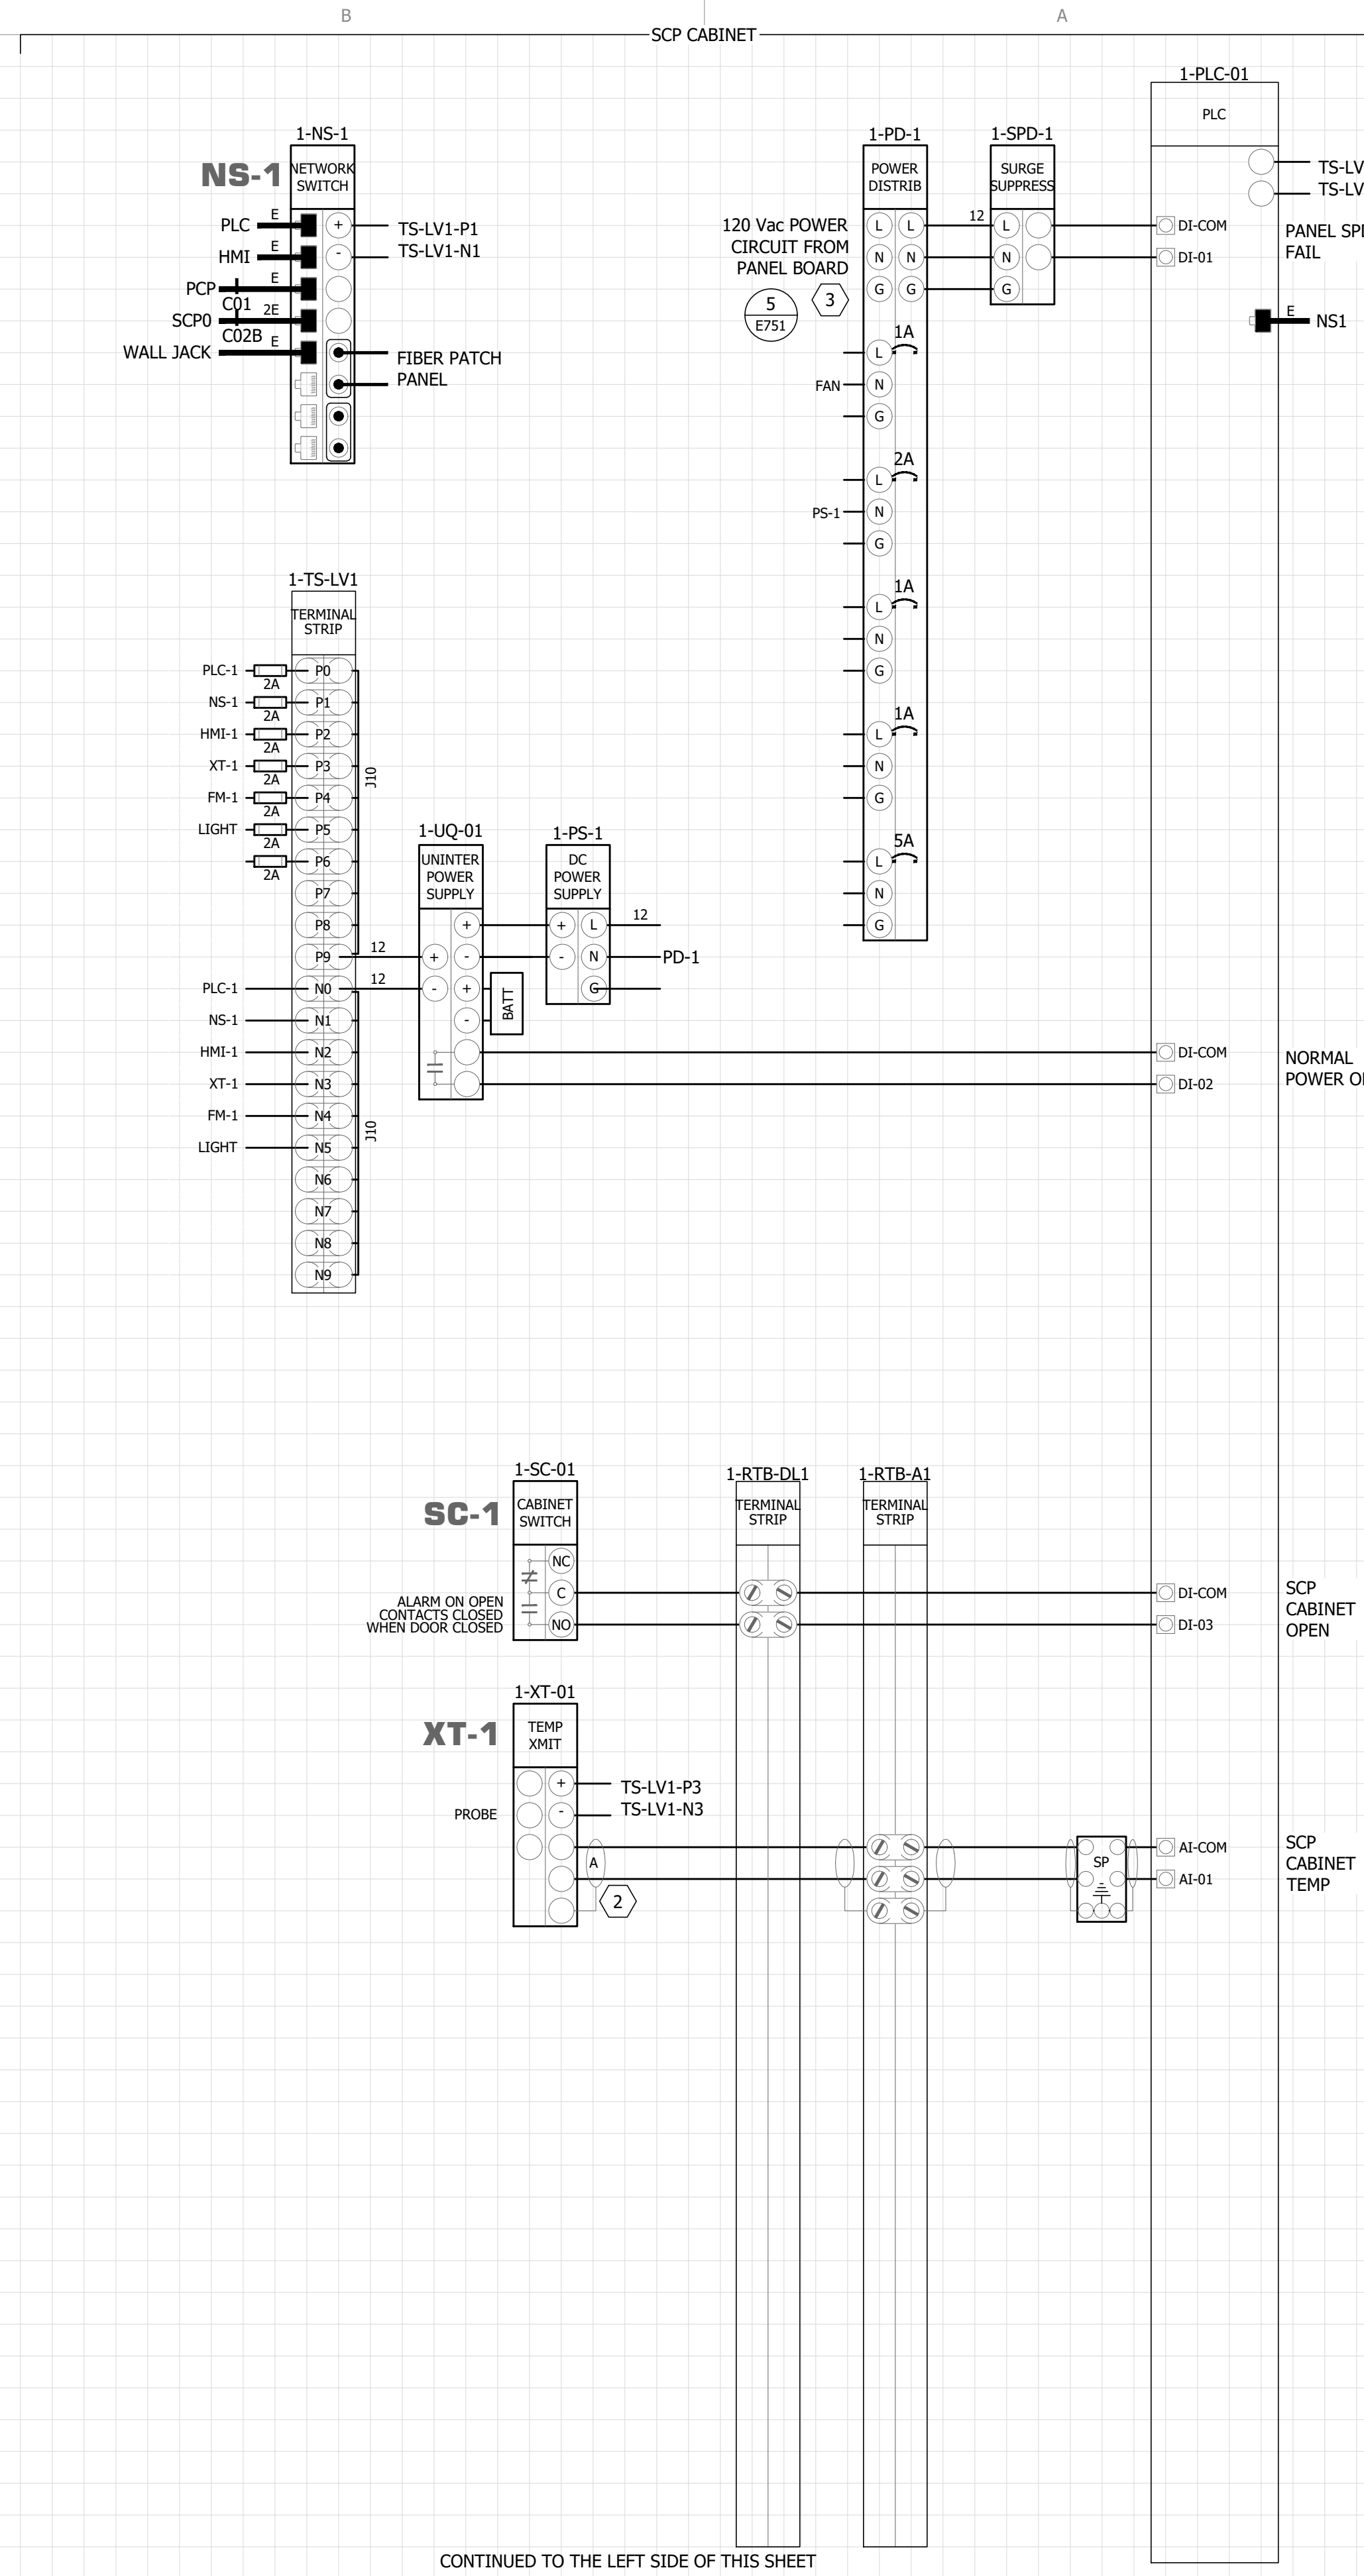 B
A
SCP CABINET
1-PLC-01
PLC
1-NS-1
NS-1
NETWORK
SWITCH
PLC
E
+
TS-LV1-P1
HMI
E
-
TS-LV1-N1
PCP
E
C01
SCP0
2E
C02B
WALL JACK
E
FIBER PATCH
PANEL
1-PD-1
POWER
DISTRIB
1-SPD-1
SURGE
SUPPRESS
120 Vac POWER
CIRCUIT FROM
PANEL BOARD
5
E751
3
L L
N N
G G
12
L
N
G
DI-COM
DI-01
TS-LV
TS-LV
PANEL
FAIL
E
NS1
1A
L
FAN
N
G
2A
L
PS-1
N
G
1A
L
N
G
1A
L
N
G
5A
L
N
G
1-TS-LV1
TERMINAL
STRIP
PLC-1 2A P0
NS-1 2A P1
HMI-1 2A P2
XT-1 2A P3
FM-1 2A P4
LIGHT 2A P5
2A P6
P7
P8
P9
J10
12
12
PLC-1 N0
NS-1 N1
HMI-1 N2
XT-1 N3
FM-1 N4
LIGHT N5
N6
N7
N8
N9
J10
1-UQ-01
UNINTER
POWER
SUPPLY
+
+ -
- +
-
BATT
1-PS-1
DC
POWER
SUPPLY
+ L
- N
G
12
PD-1
DI-COM
DI-02
NORMAL
POWER
1-SC-01
SC-1
CABINET
SWITCH
NC
C
NO
ALARM ON OPEN
CONTACTS CLOSED
WHEN DOOR CLOSED
1-RTB-DL1
TERMINAL
STRIP
1-RTB-A1
TERMINAL
STRIP
DI-COM
DI-03
SCP
CABINET
OPEN
1-XT-01
XT-1
TEMP
XMIT
+
-
TS-LV1-P3
TS-LV1-N3
PROBE
A
2
SP
AI-COM
AI-01
SCP
CABINET
TEMP
CONTINUED TO THE LEFT SIDE OF THIS SHEET